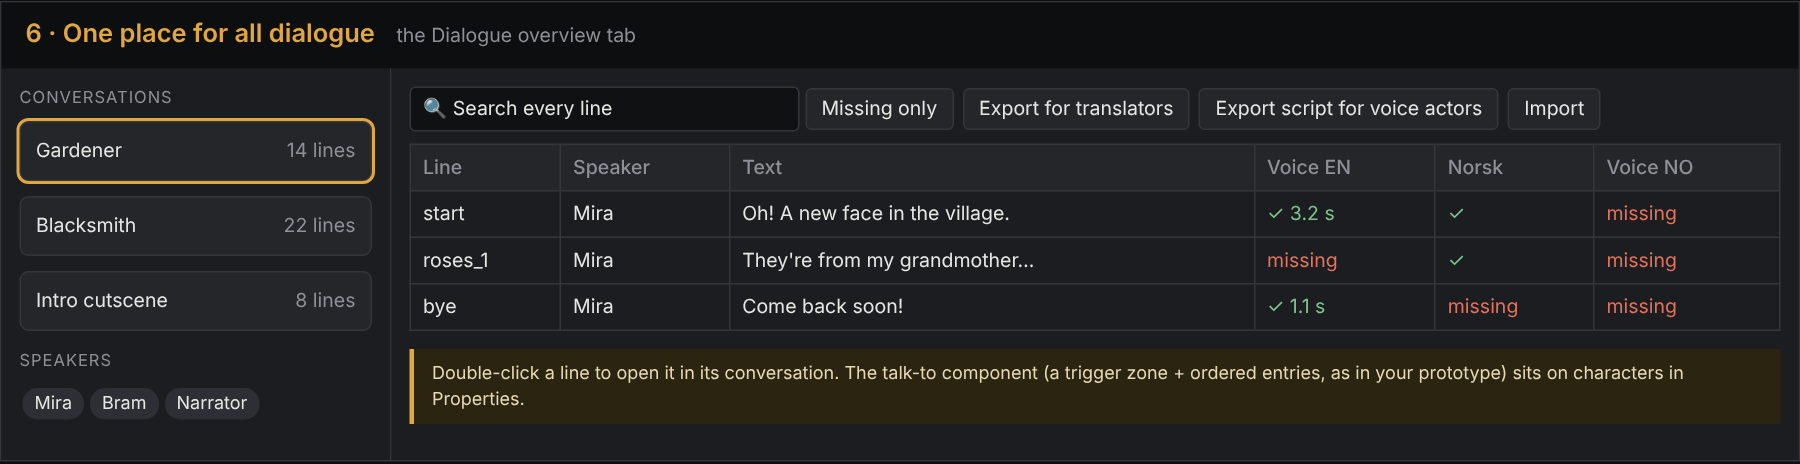 6 · One place for all dialogue the Dialogue overview tab
CONVERSATIONS
Gardener 14 lines
Blacksmith 22 lines
Intro cutscene 8 lines
SPEAKERS
Mira Bram Narrator
🔍 Search every line Missing only Export for translators Export script for voice actors Import
Line Speaker Text Voice EN Norsk Voice NO
start Mira Oh! A new face in the village. ✓ 3.2 s ✓ missing
roses_1 Mira They're from my grandmother... missing ✓ missing
bye Mira Come back soon! ✓ 1.1 s missing missing
Double-click a line to open it in its conversation. The talk-to component (a trigger zone + ordered entries, as in your prototype) sits on characters in
Properties.